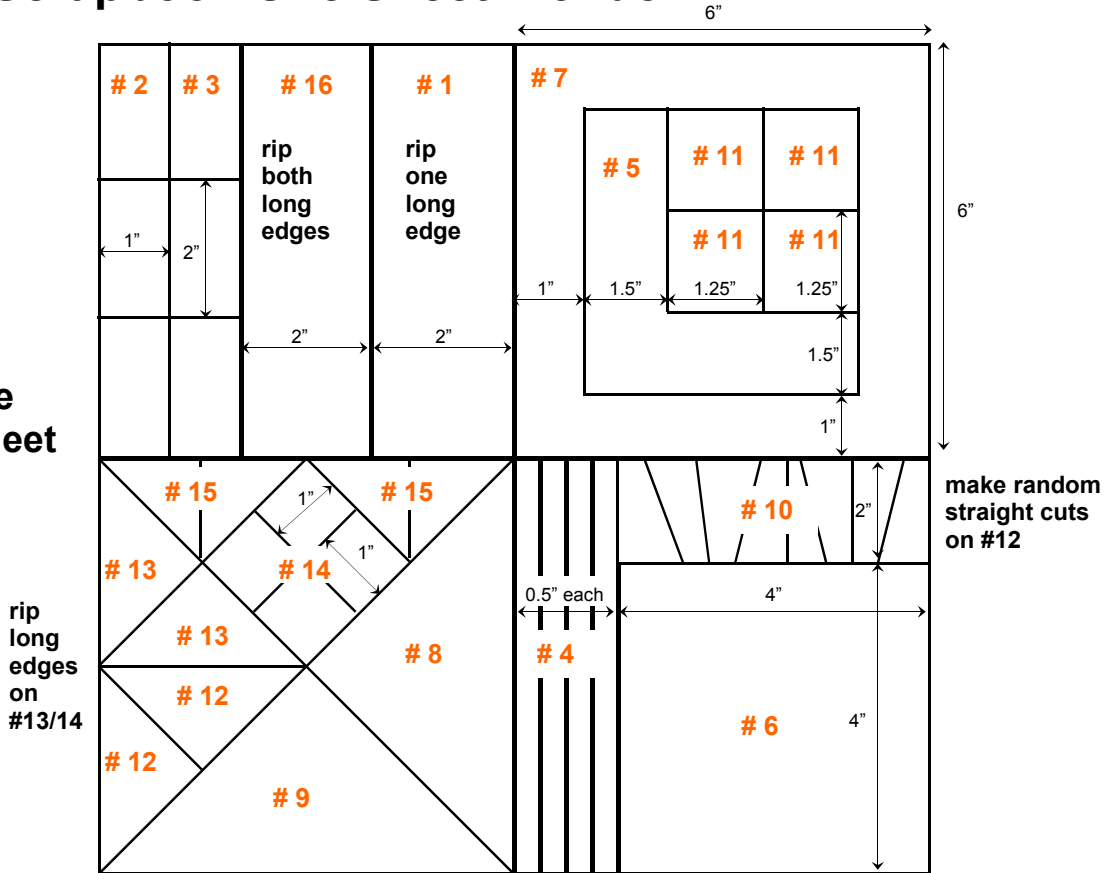 6”
# 2
# 3
# 16
# 1
# 7
rip
both
long
edges
rip
one
long
edge
# 5
# 11
# 11
# 11
# 11
6”
1”
2”
1”
1.5”
1.25”
1.25”
2”
2”
1.5”
1”
# 15
# 15
1”
# 10
2”
make random
straight cuts
on #12
# 13
# 14
1”
0.5” each
4”
rip
long
edges
on
#13/14
# 13
# 8
# 4
# 12
# 6
4”
# 12
# 9